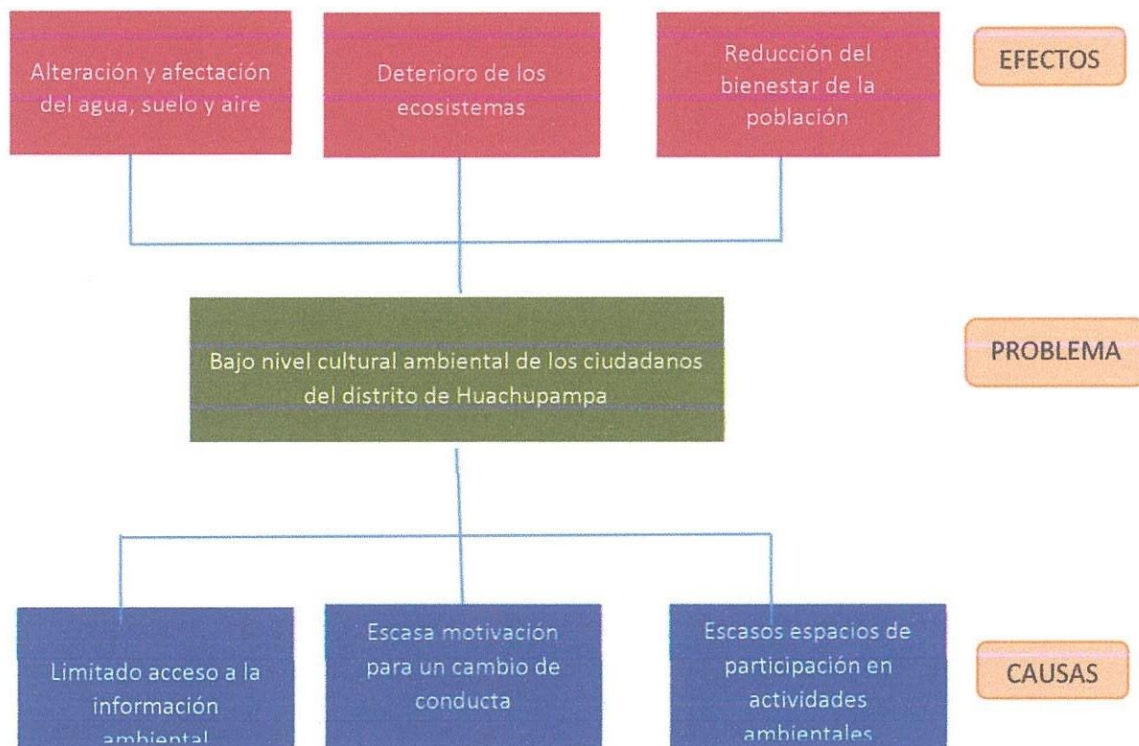 Alteración y afectación
del agua, suelo y aire
Deterioro de los
ecosistemas
Reducción del
bienestar de la
población
EFECTOS
Bajo nivel cultural ambiental de los ciudadanos
del distrito de Huachupampa
PROBLEMA
Limitado acceso a la
información
ambiental
Escasa motivación
para un cambio de
conducta
Escasos espacios de
participación en
actividades
ambientales
CAUSAS